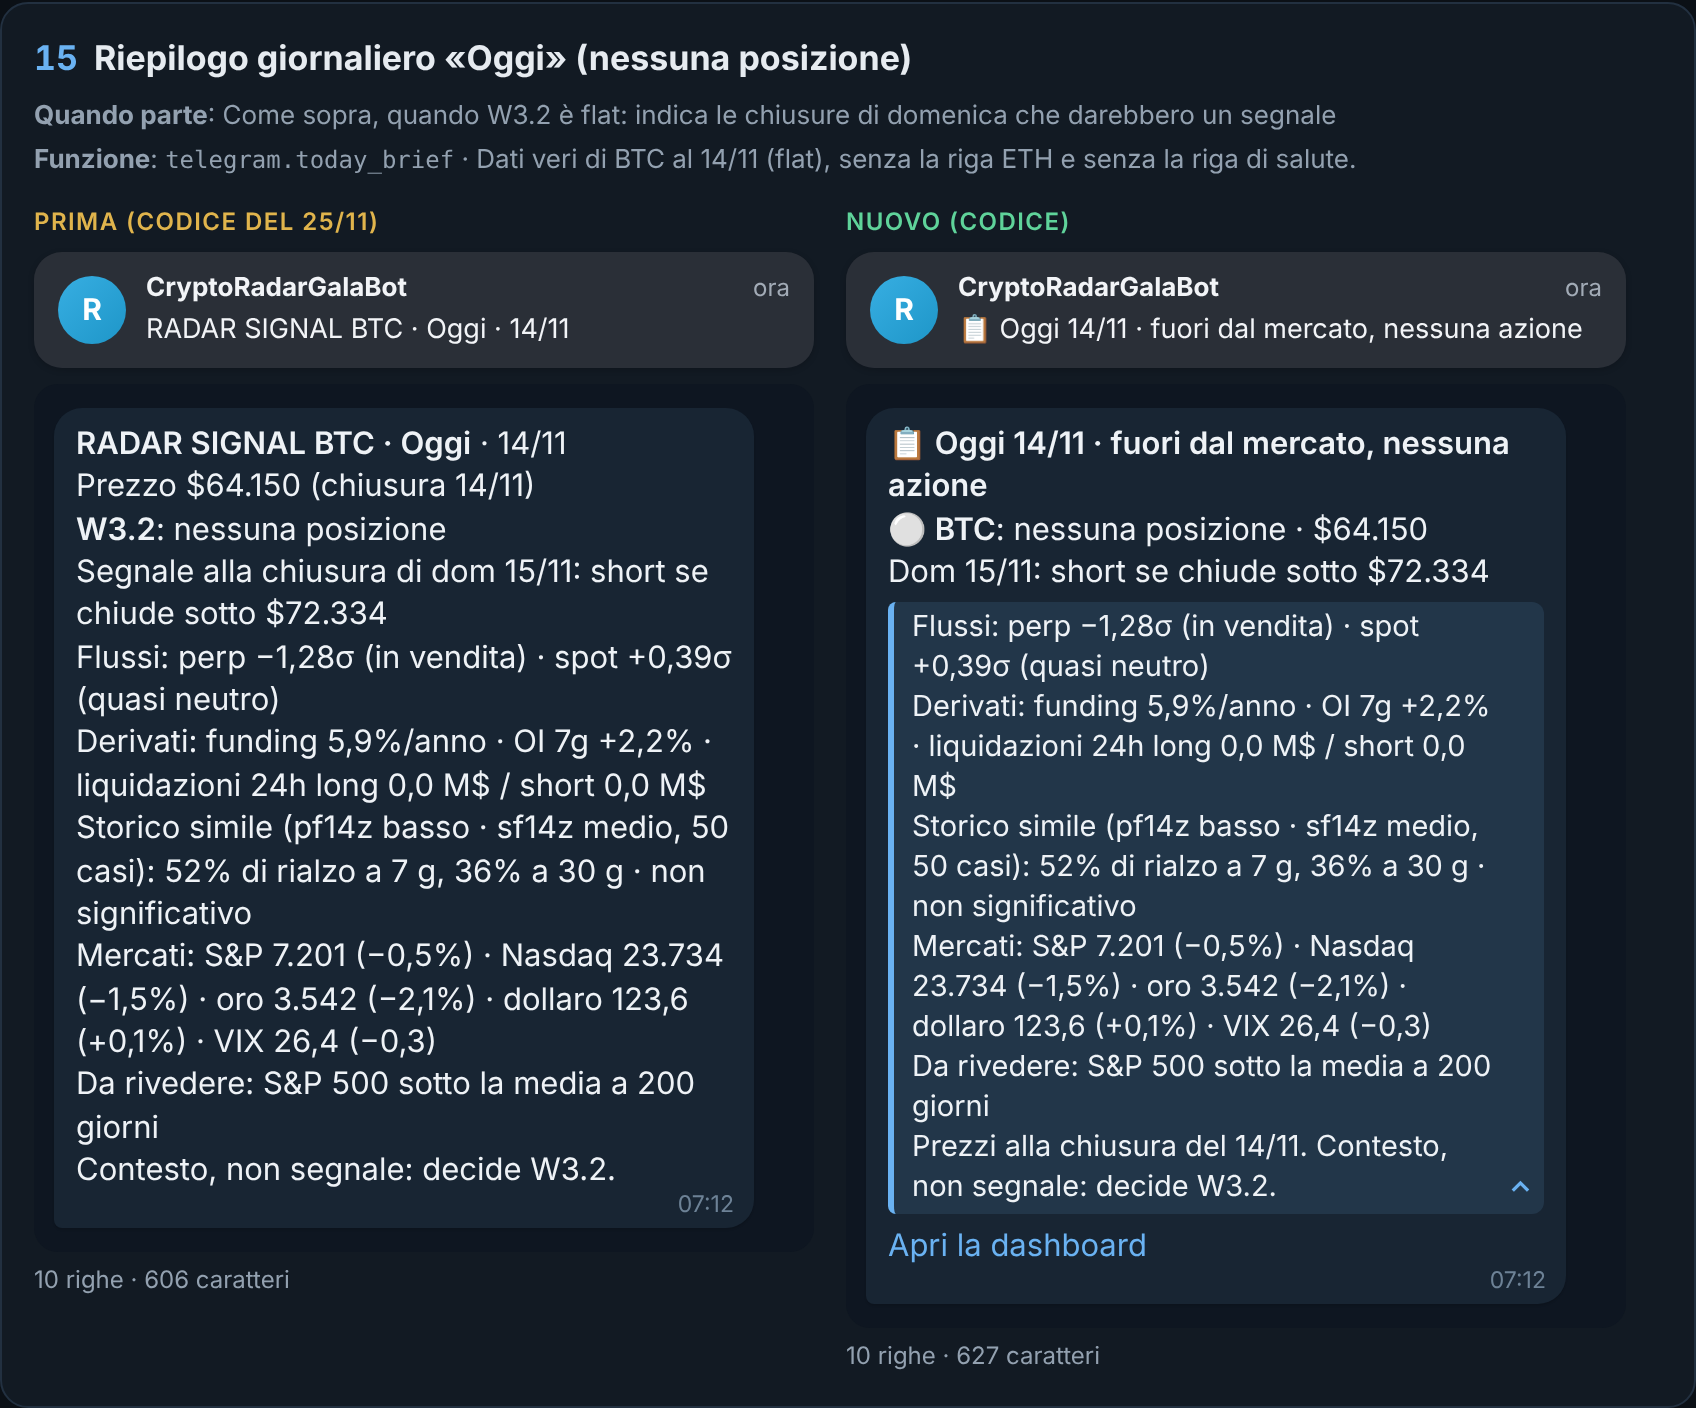 15 Riepilogo giornaliero «Oggi» (nessuna posizione)
Quando parte: Come sopra, quando W3.2 è flat: indica le chiusure di domenica che darebbero un segnale
Funzione: telegram.today_brief · Dati veri di BTC al 14/11 (flat), senza la riga ETH e senza la riga di salute.
PRIMA (CODICE DEL 25/11)
R
CryptoRadarGalaBot
ora
RADAR SIGNAL BTC · Oggi · 14/11
RADAR SIGNAL BTC · Oggi · 14/11
Prezzo $64.150 (chiusura 14/11)
W3.2: nessuna posizione
Segnale alla chiusura di dom 15/11: short se
chiude sotto $72.334
Flussi: perp −1,28σ (in vendita) · spot +0,39σ
(quasi neutro)
Derivati: funding 5,9%/anno · OI 7g +2,2% ·
liquidazioni 24h long 0,0 M$ / short 0,0 M$
Storico simile (pf14z basso · sf14z medio, 50
casi): 52% di rialzo a 7 g, 36% a 30 g · non
significativo
Mercati: S&P 7.201 (−0,5%) · Nasdaq 23.734
(−1,5%) · oro 3.542 (−2,1%) · dollaro 123,6
(+0,1%) · VIX 26,4 (−0,3)
Da rivedere: S&P 500 sotto la media a 200
giorni
Contesto, non segnale: decide W3.2.
07:12
10 righe · 606 caratteri
NUOVO (CODICE)
R
CryptoRadarGalaBot
ora
📋 Oggi 14/11 · fuori dal mercato, nessuna azione
📋 Oggi 14/11 · fuori dal mercato, nessuna
azione
⚪ BTC: nessuna posizione · $64.150
Dom 15/11: short se chiude sotto $72.334
Flussi: perp −1,28σ (in vendita) · spot
+0,39σ (quasi neutro)
Derivati: funding 5,9%/anno · OI 7g +2,2%
· liquidazioni 24h long 0,0 M$ / short 0,0
M$
Storico simile (pf14z basso · sf14z medio,
50 casi): 52% di rialzo a 7 g, 36% a 30 g ·
non significativo
Mercati: S&P 7.201 (−0,5%) · Nasdaq
23.734 (−1,5%) · oro 3.542 (−2,1%) ·
dollaro 123,6 (+0,1%) · VIX 26,4 (−0,3)
Da rivedere: S&P 500 sotto la media a 200
giorni
Prezzi alla chiusura del 14/11. Contesto,
non segnale: decide W3.2.
Apri la dashboard
07:12
10 righe · 627 caratteri